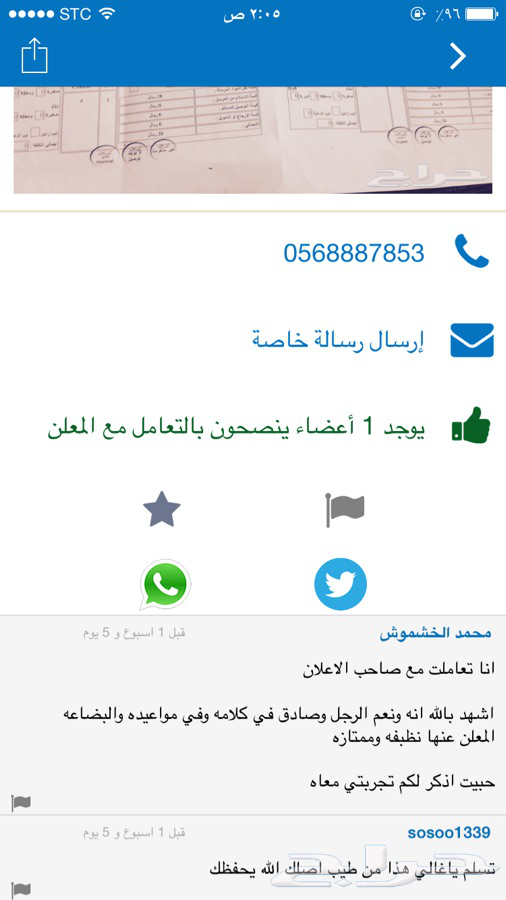 STC
٢:٠٥ ص
٩٦٪
حراج
0568887853
إرسال رسالة خاصة
يوجد 1 أعضاء ينصحون بالتعامل مع المعلن
محمد الخشموش
قبل 1 اسبوع و 5 يوم
انا تعاملت مع صاحب الاعلان
اشهد بالله انه ونعم الرجل وصادق في كلامه وفي مواعيده والبضاعه
المعلن عنها نظيفه وممتازه
حبيت اذكر لكم تجربتي معاه
sosoo1339
قبل 1 اسبوع و 5 يوم
تسلم ياغالي هذا من طيب اصلك الله يحفظك
حراج